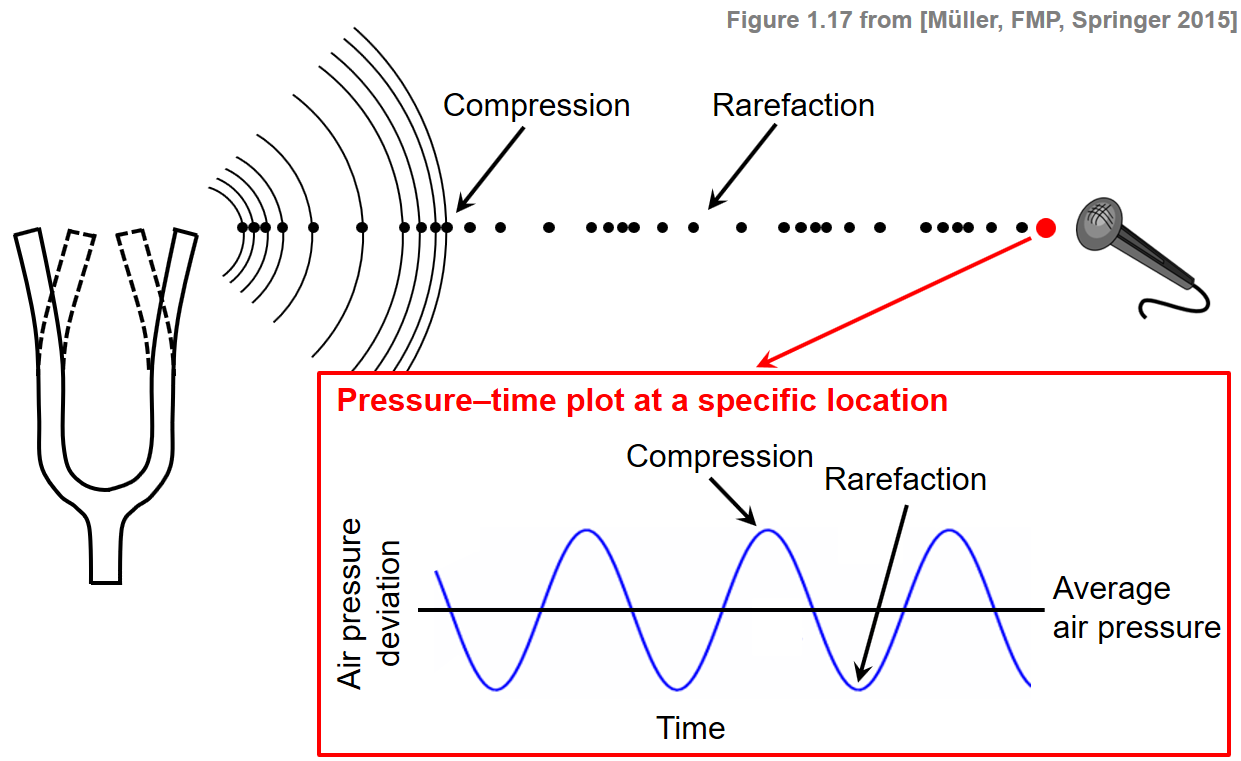 Figure 1.17 from [Müller, FMP, Springer 2015]
Compression
Rarefaction
Pressure–time plot at a specific location
Compression
Rarefaction
Air pressure
deviation
Average
air pressure
Time